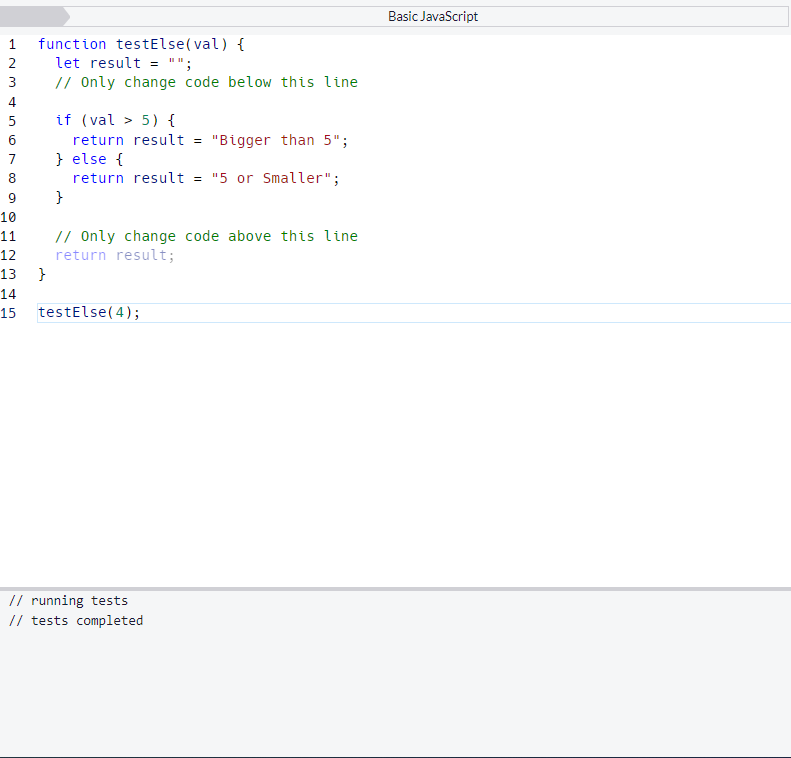 Basic JavaScript
1 function testElse(val) {
2 let result = "";
3 // Only change code below this line
4
5 if (val > 5) {
6 return result = "Bigger than 5";
7 } else {
8 return result = "5 or Smaller";
9 }
10
11 // Only change code above this line
12 return result;
13 }
14
15 testElse(4);
// running tests
// tests completed